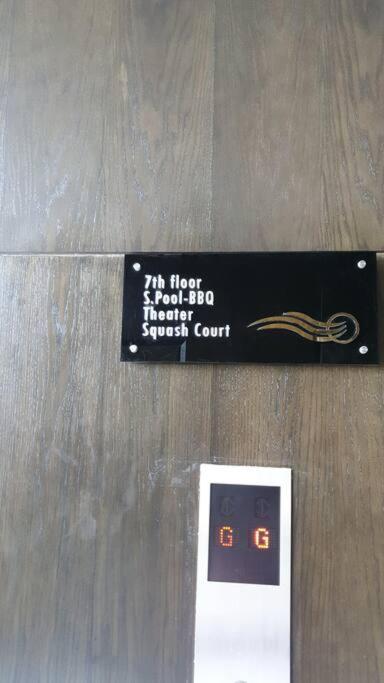 7th floor
S.Pool-BBQ
Theater
Squash Court
G G